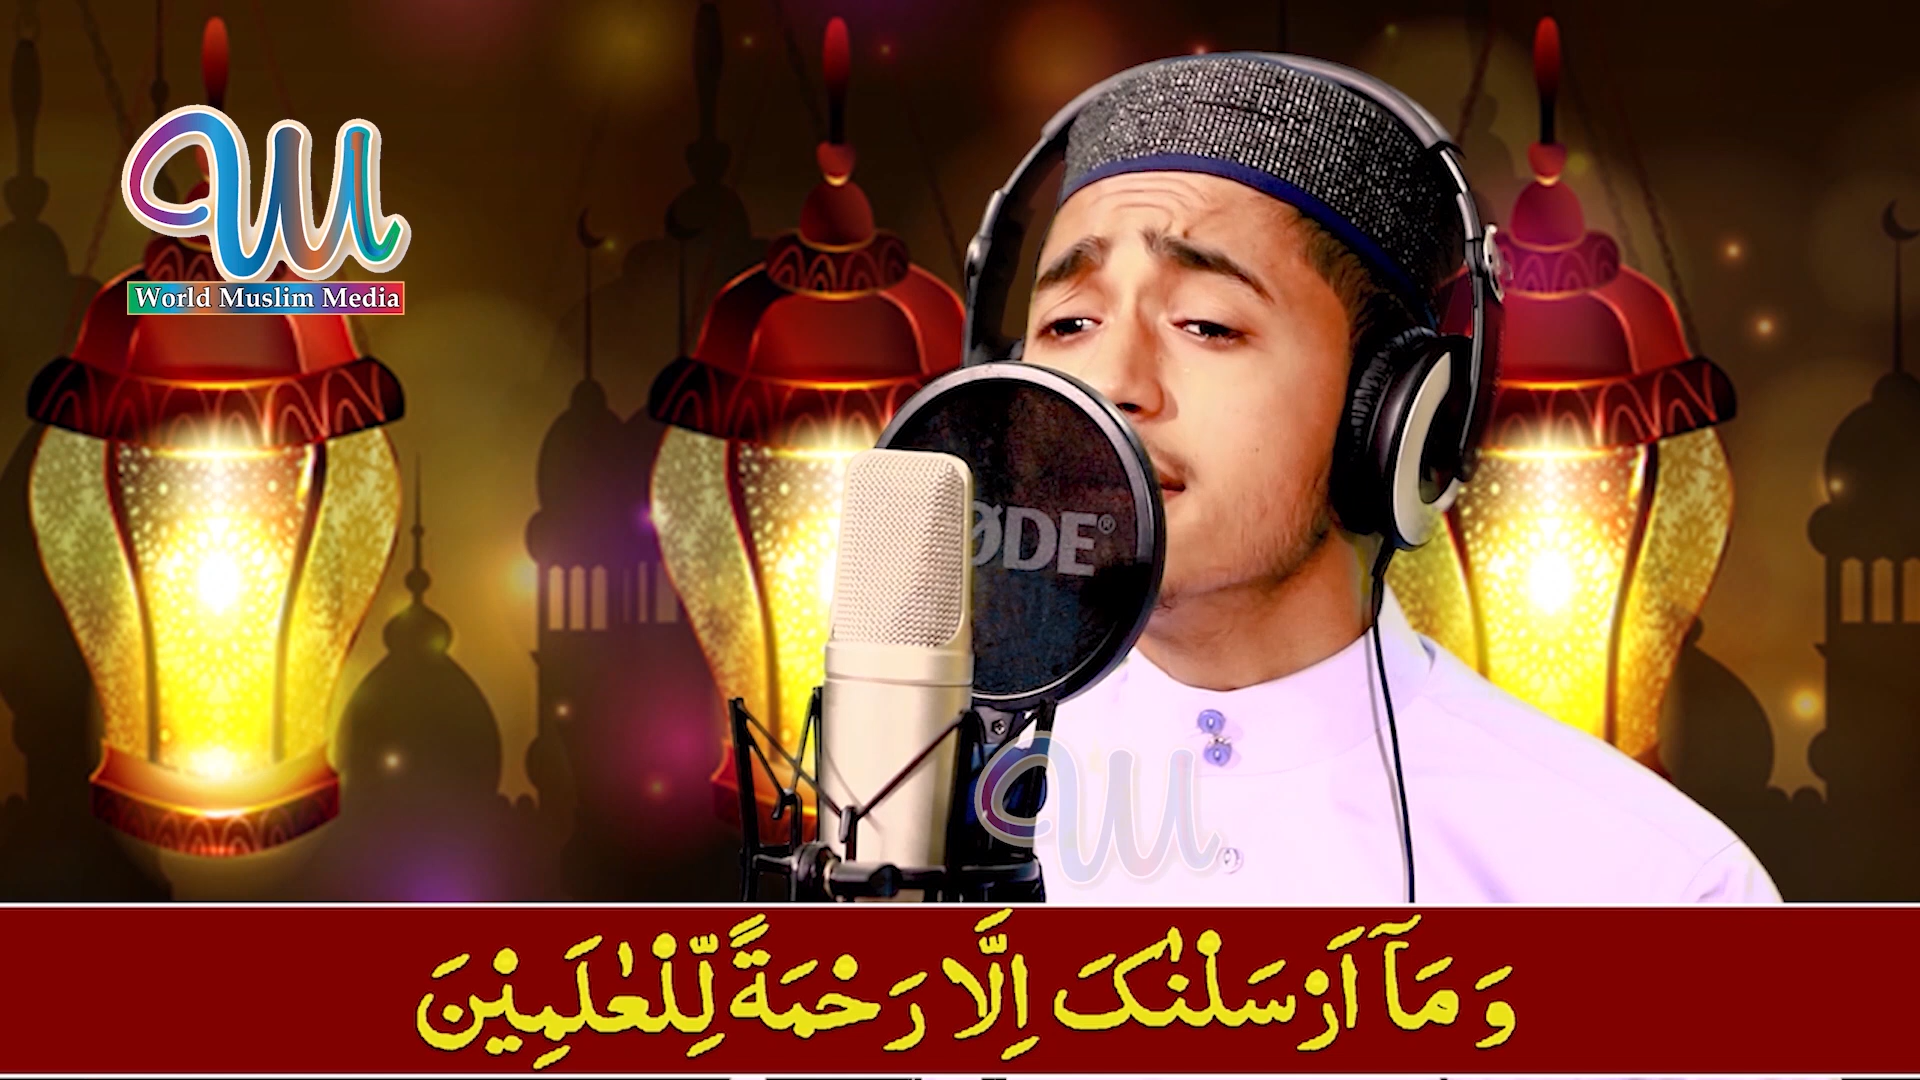 World Muslim Media
ØDE®
وَ مَاۤ اَرْسَلْنٰکَ اِلَّا رَحْمَةً لِّلْعٰلَمِیْنَ